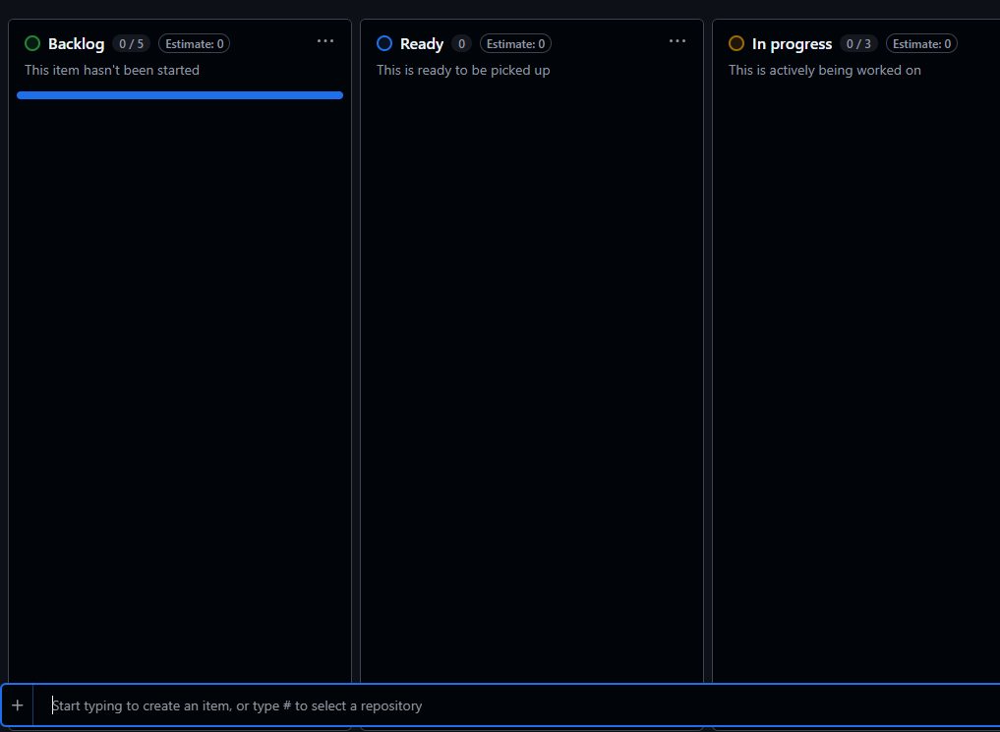 Backlog 0 / 5 Estimate: 0 ...
This item hasn't been started
Ready 0 Estimate: 0 ...
This is ready to be picked up
In progress 0 / 3 Estimate: 0
This is actively being worked on
+ Start typing to create an item, or type # to select a repository